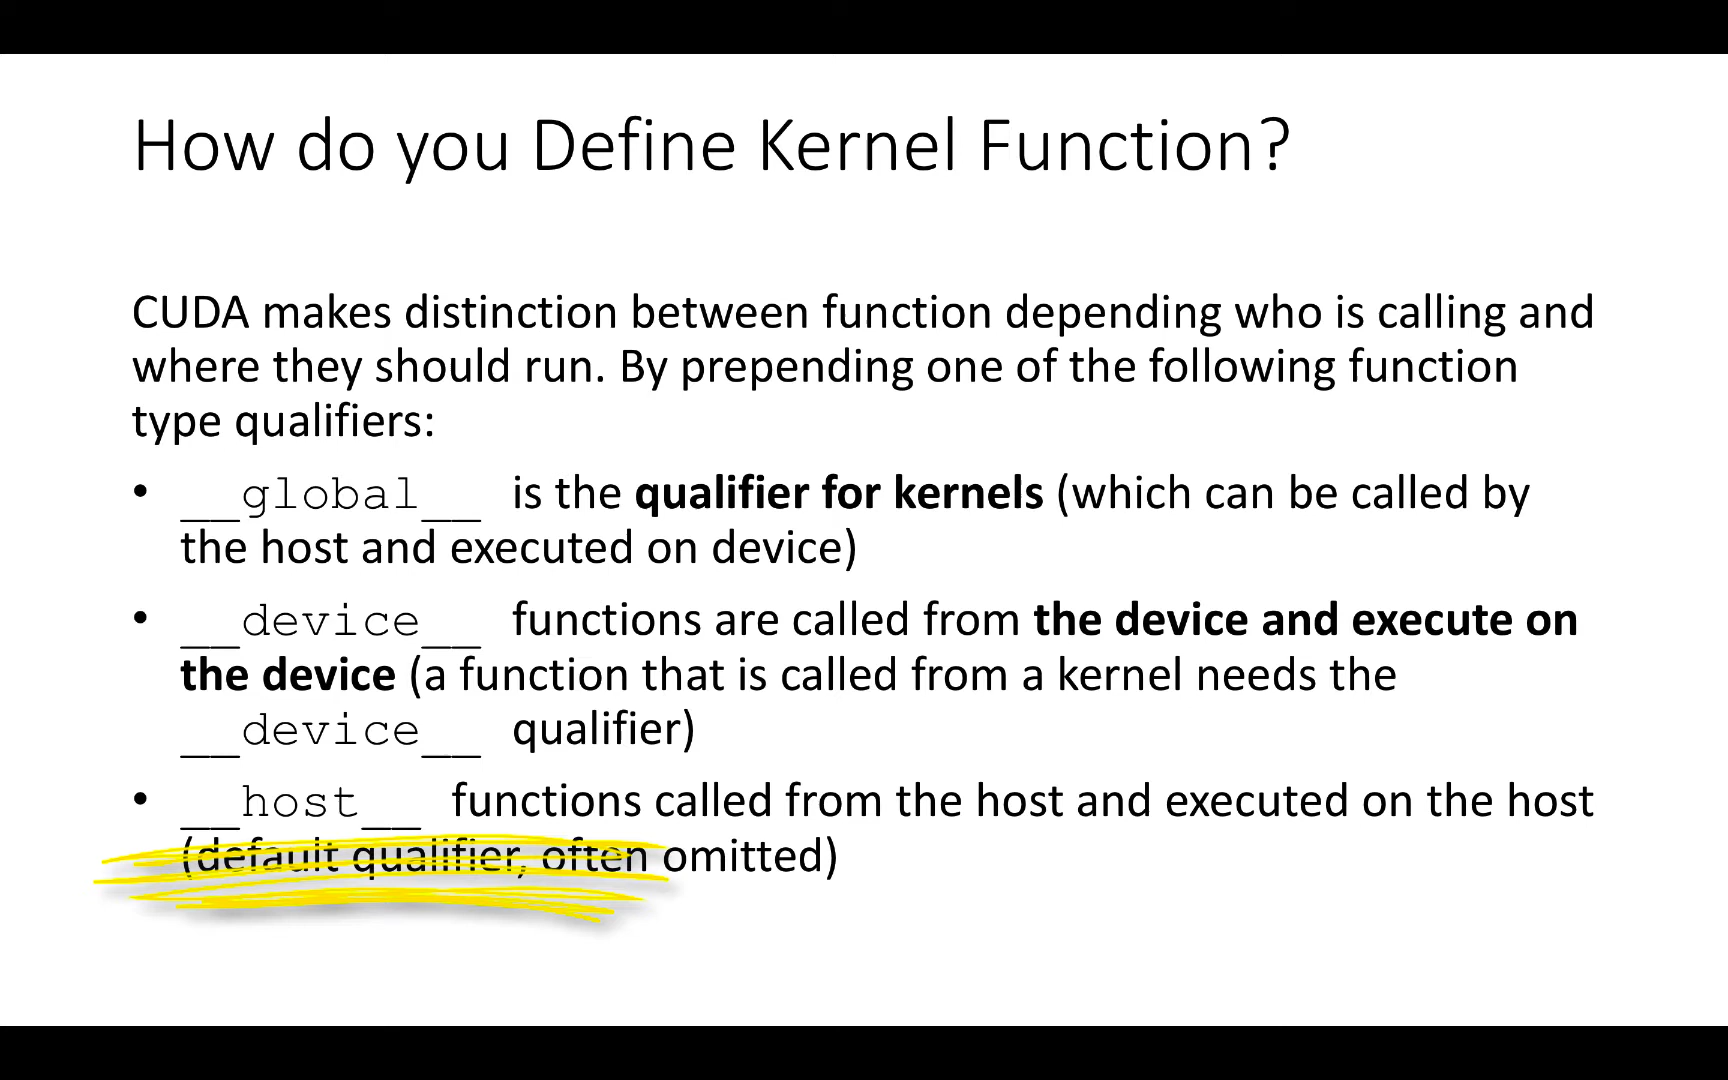 How do you Define Kernel Function?
CUDA makes distinction between function depending who is calling and
where they should run. By prepending one of the following function
type qualifiers:
• __global__ is the qualifier for kernels (which can be called by
the host and executed on device)
• __device__ functions are called from the device and execute on
the device (a function that is called from a kernel needs the
__device__ qualifier)
• __host__ functions called from the host and executed on the host
(default qualifier, often omitted)